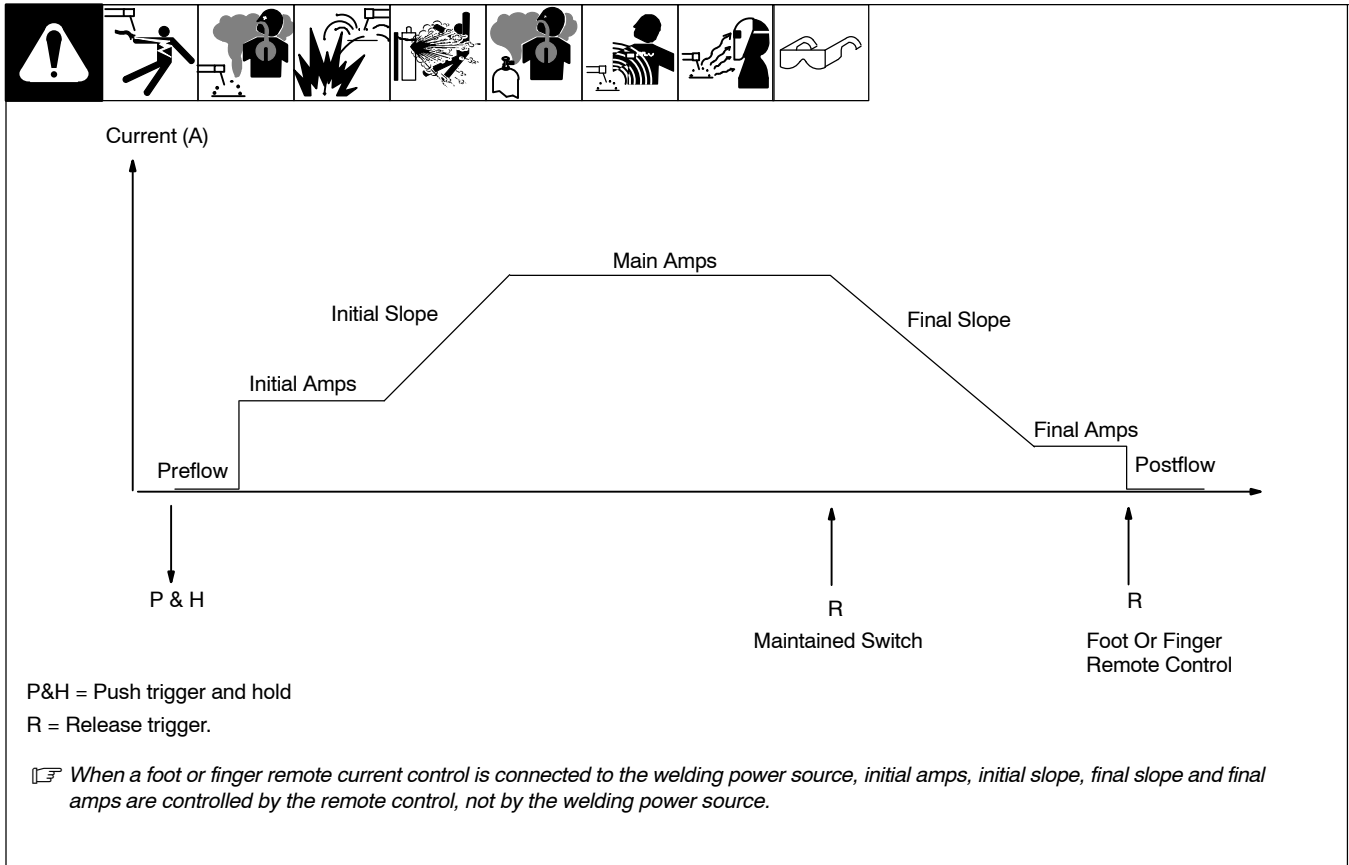 Current (A)
Main Amps
Initial Slope
Final Slope
Initial Amps
Final Amps
Preflow
Postflow
P & H
R
R
Maintained Switch
Foot Or Finger
Remote Control
P&H = Push trigger and hold
R = Release trigger.
When a foot or finger remote current control is connected to the welding power source, initial amps, initial slope, final slope and final
amps are controlled by the remote control, not by the welding power source.